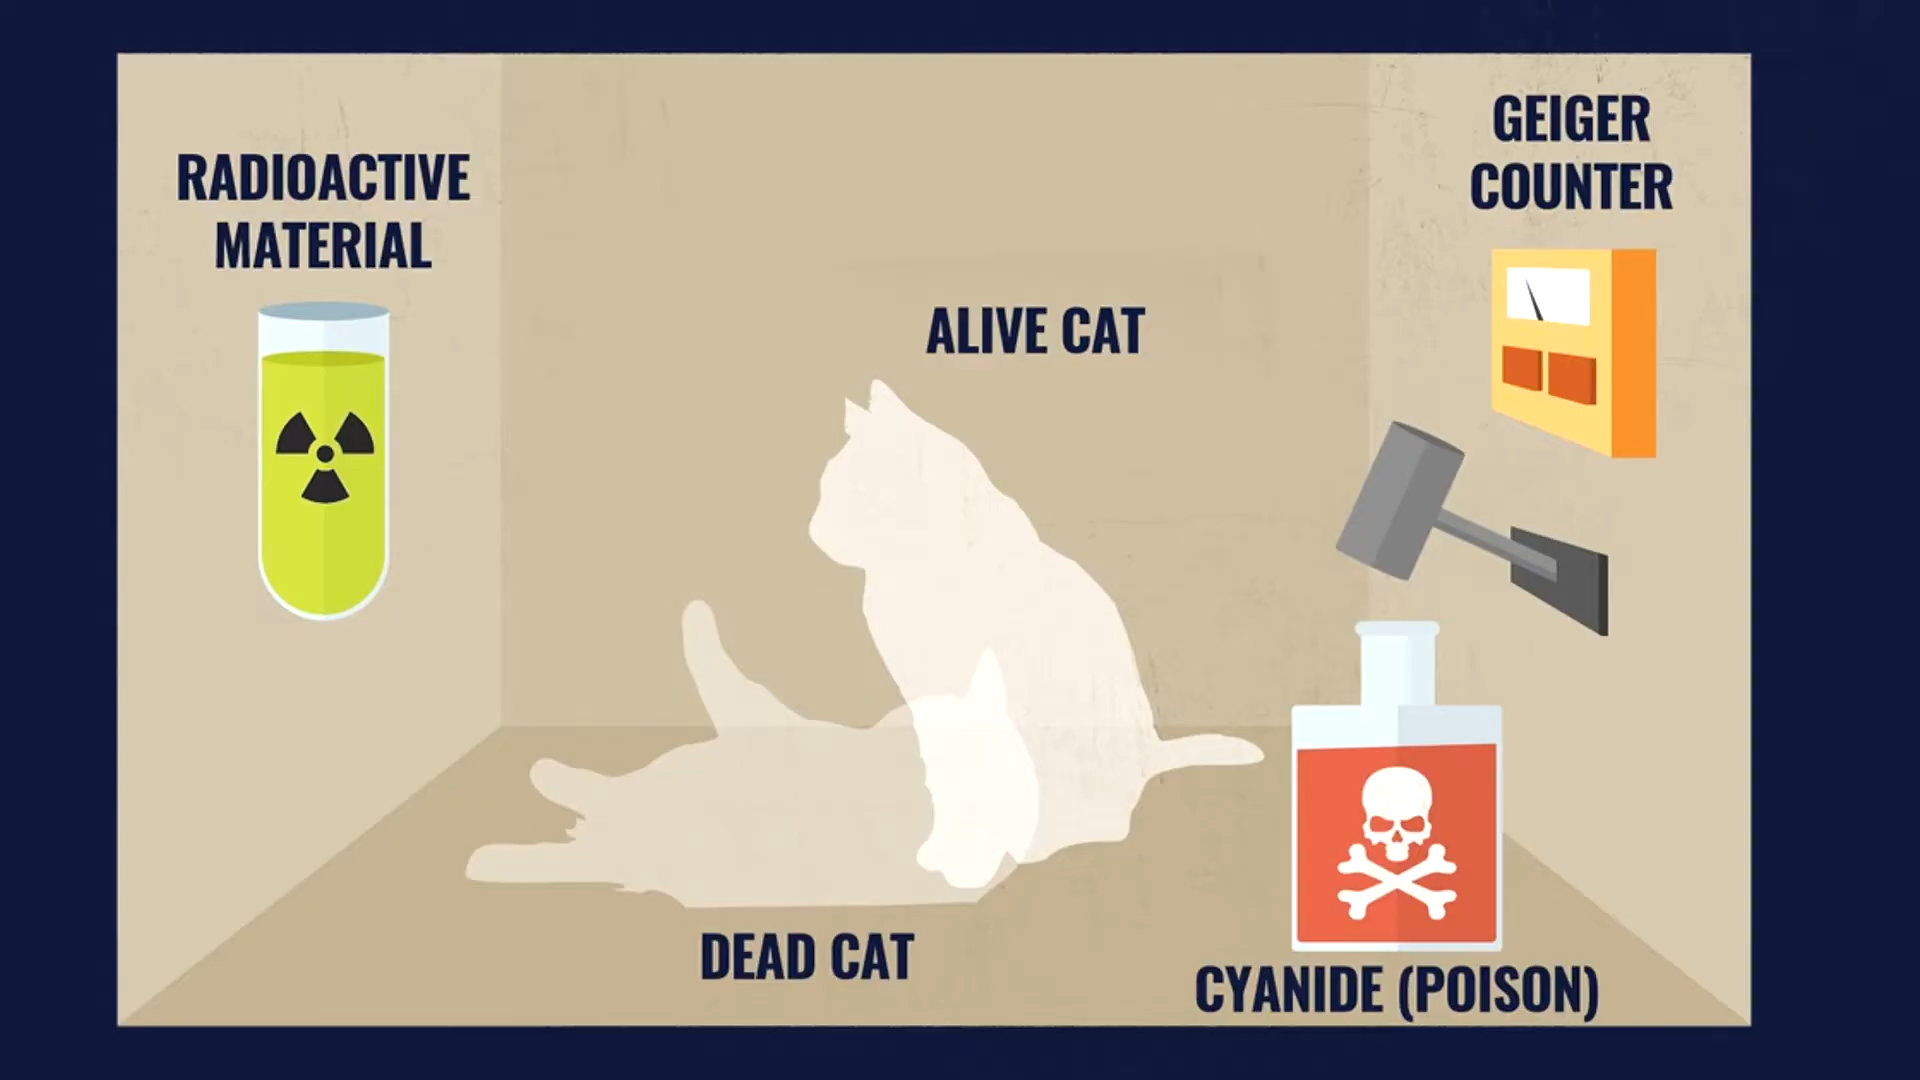 RADIOACTIVE
MATERIAL
GEIGER
COUNTER
ALIVE CAT
DEAD CAT
CYANIDE (POISON)